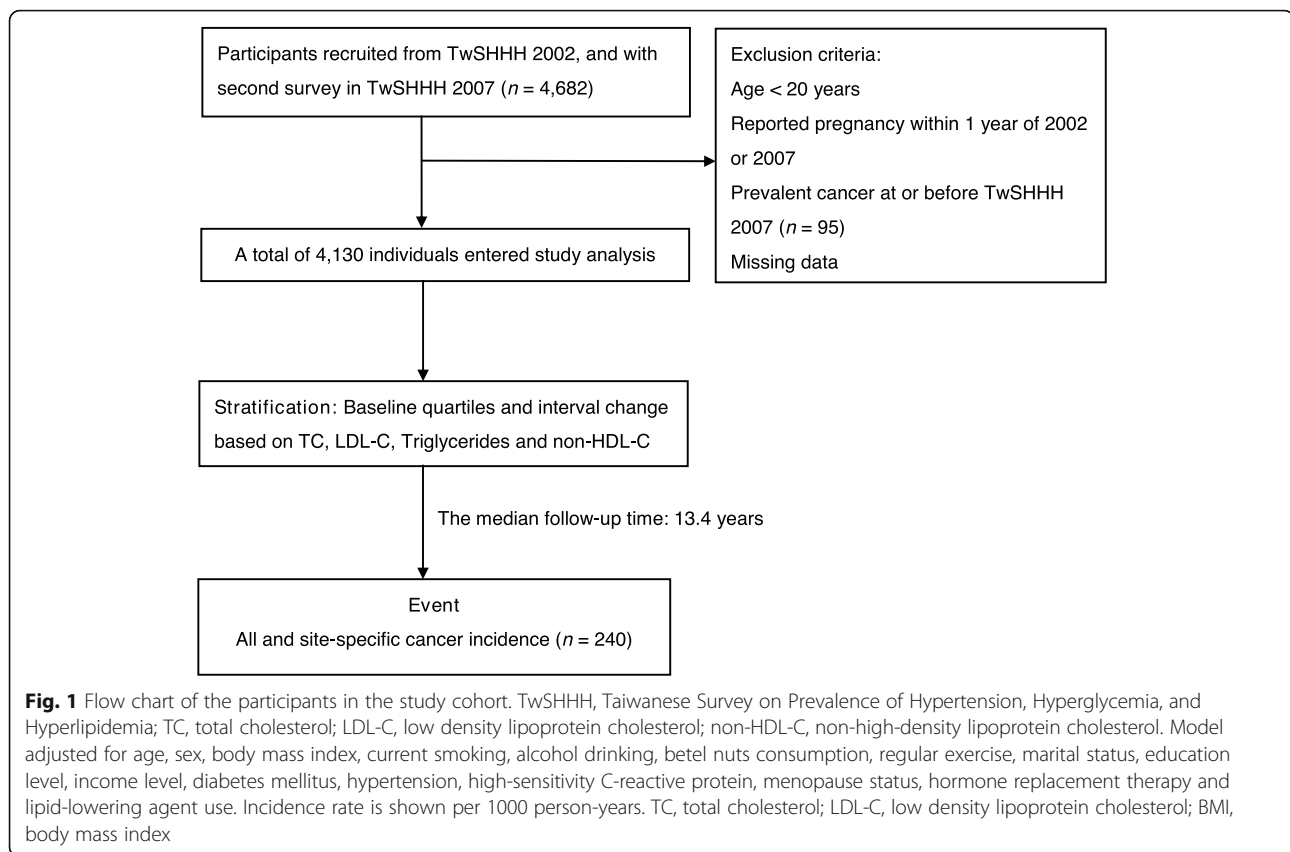 Participants recruited from TwSHHH 2002, and with
second survey in TwSHHH 2007 (n = 4,682)
Exclusion criteria:
Age < 20 years
Reported pregnancy within 1 year of 2002
or 2007
Prevalent cancer at or before TwSHHH
2007 (n = 95)
Missing data
A total of 4,130 individuals entered study analysis
Stratification: Baseline quartiles and interval change
based on TC, LDL-C, Triglycerides and non-HDL-C
The median follow-up time: 13.4 years
Event
All and site-specific cancer incidence (n = 240)
Fig. 1 Flow chart of the participants in the study cohort. TwSHHH, Taiwanese Survey on Prevalence of Hypertension, Hyperglycemia, and
Hyperlipidemia; TC, total cholesterol; LDL-C, low density lipoprotein cholesterol; non-HDL-C, non-high-density lipoprotein cholesterol. Model
adjusted for age, sex, body mass index, current smoking, alcohol drinking, betel nuts consumption, regular exercise, marital status, education
level, income level, diabetes mellitus, hypertension, high-sensitivity C-reactive protein, menopause status, hormone replacement therapy and
lipid-lowering agent use. Incidence rate is shown per 1000 person-years. TC, total cholesterol; LDL-C, low density lipoprotein cholesterol; BMI,
body mass index